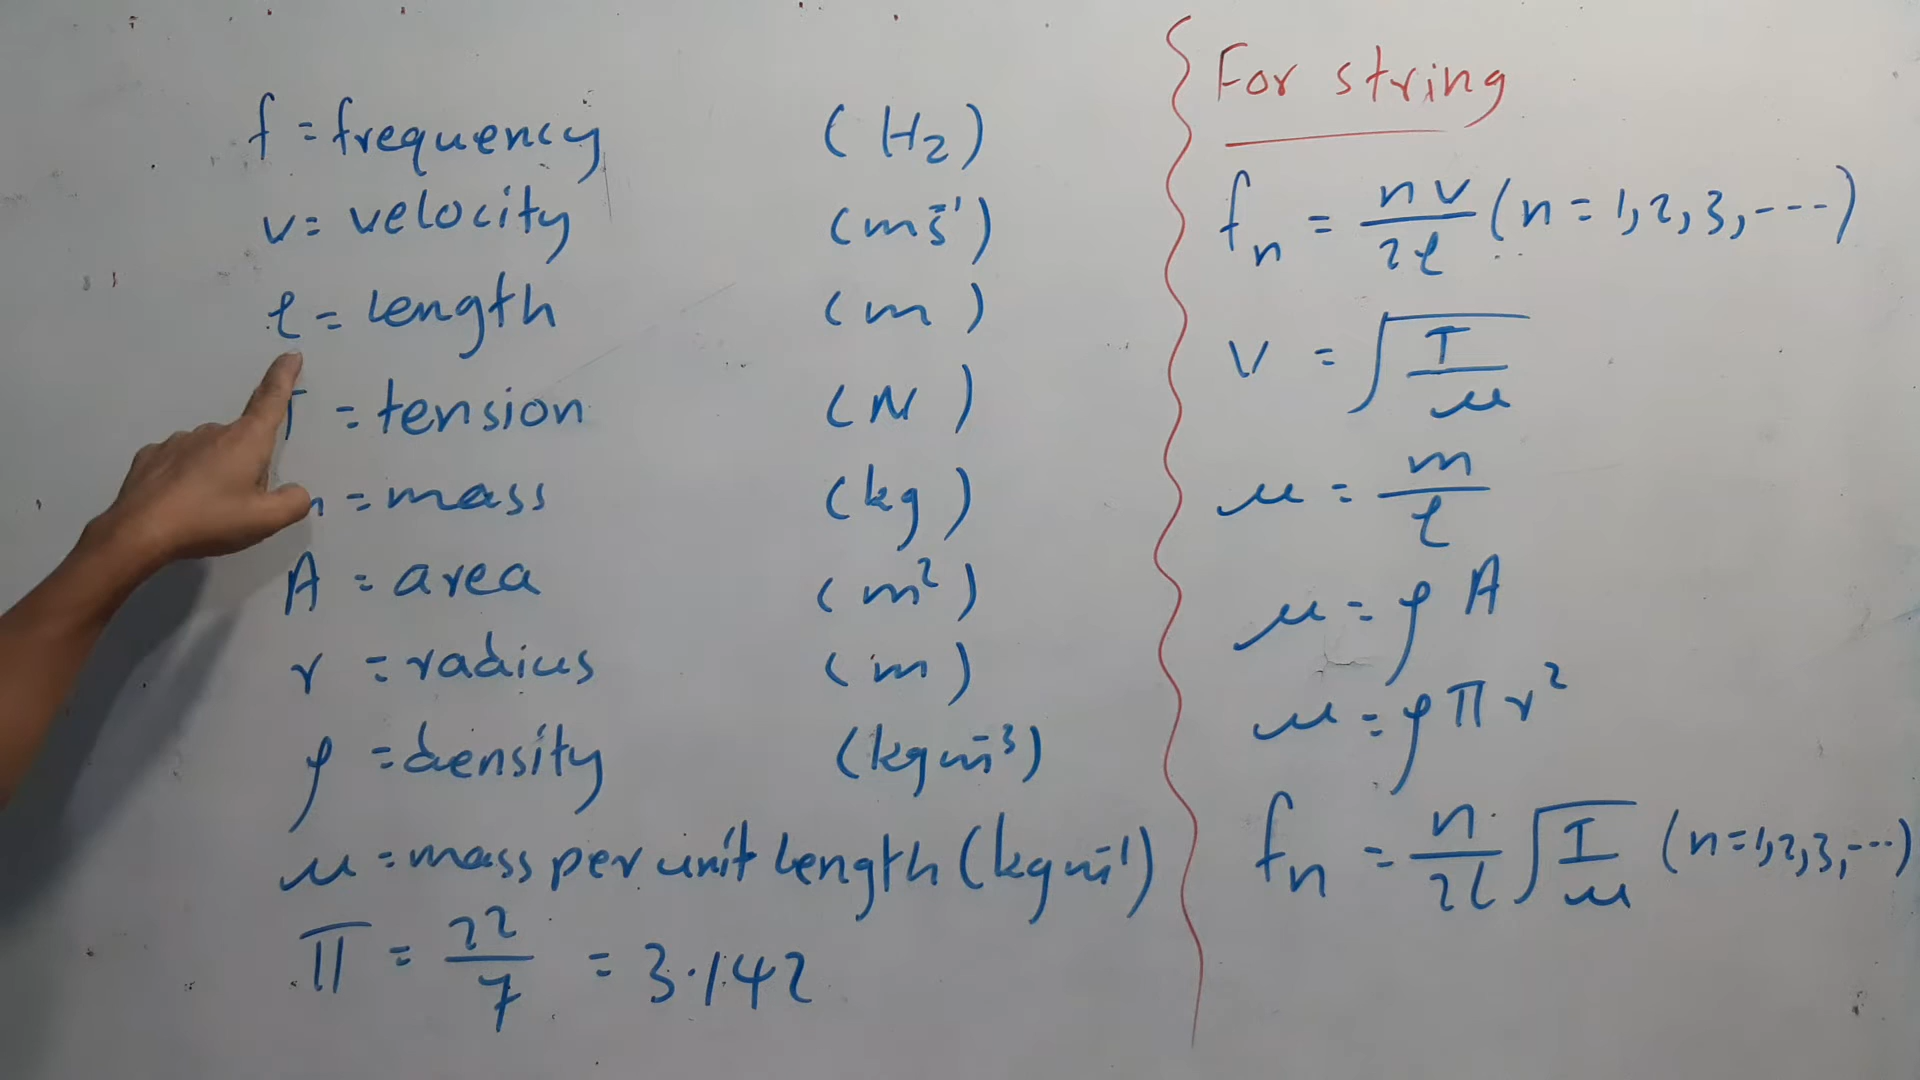 f = frequency (Hz)
v = velocity (ms⁻¹)
ℓ = length (m)
T = tension (N)
m = mass (kg)
A = area (m²)
r = radius (m)
ρ = density (kgm⁻³)
μ = mass per unit length (kgm⁻¹)
π = 22/7 = 3.142
For string
fₙ = nv/2ℓ (n = 1, 2, 3, ----)
v = √(T/μ)
μ = m/ℓ
μ = ρ A
μ = ρ π r²
fₙ = n/2l √(T/μ) (n=1,2,3,---)